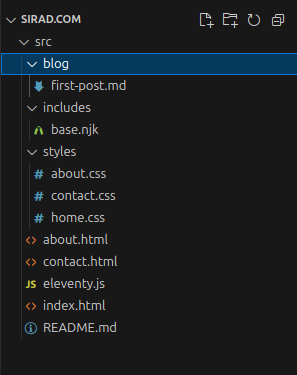 SIRAD.COM
src
blog
first-post.md
includes
base.njk
styles
about.css
contact.css
home.css
about.html
contact.html
eleventy.js
index.html
README.md